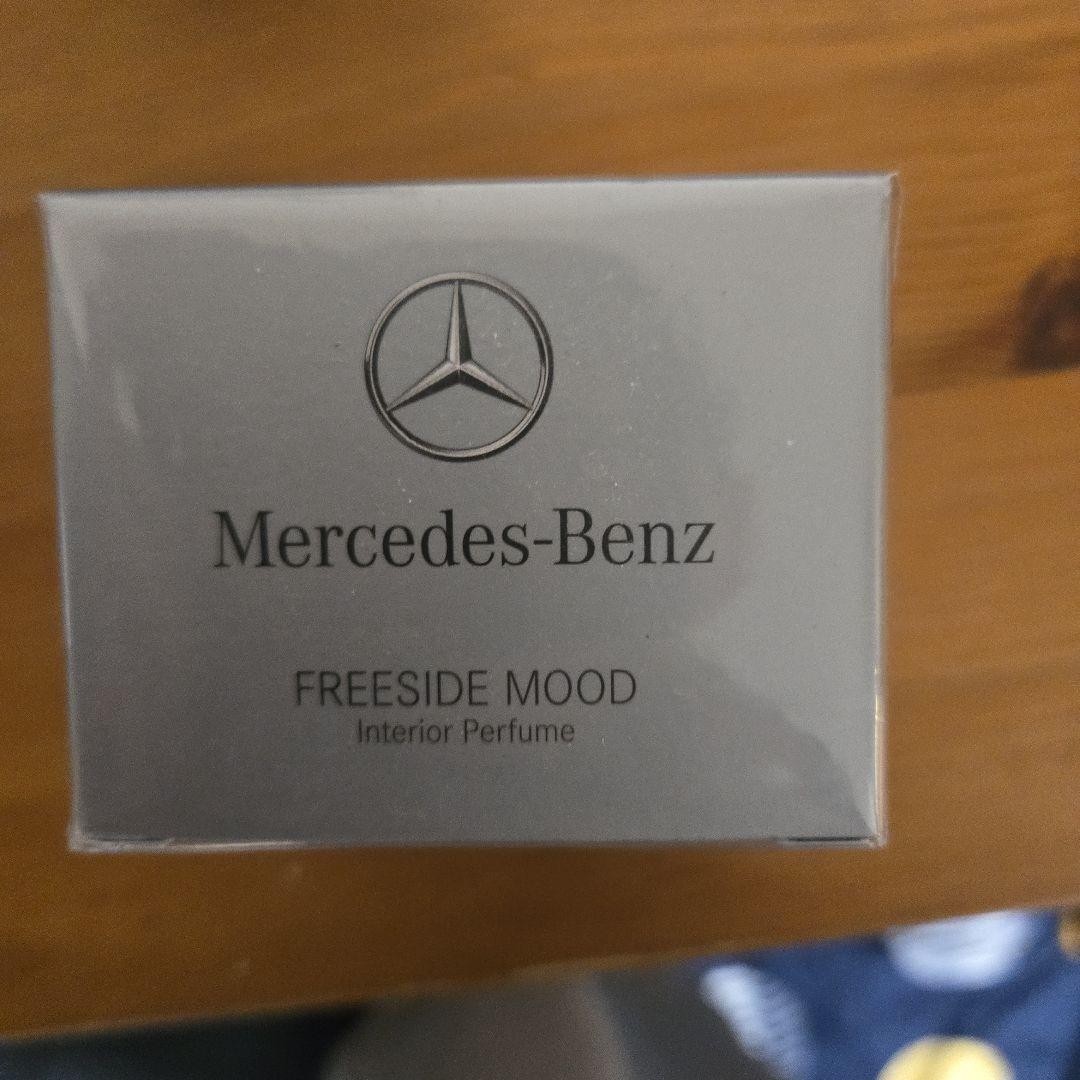 Mercedes-Benz
FREESIDE MOOD
Interior Perfume